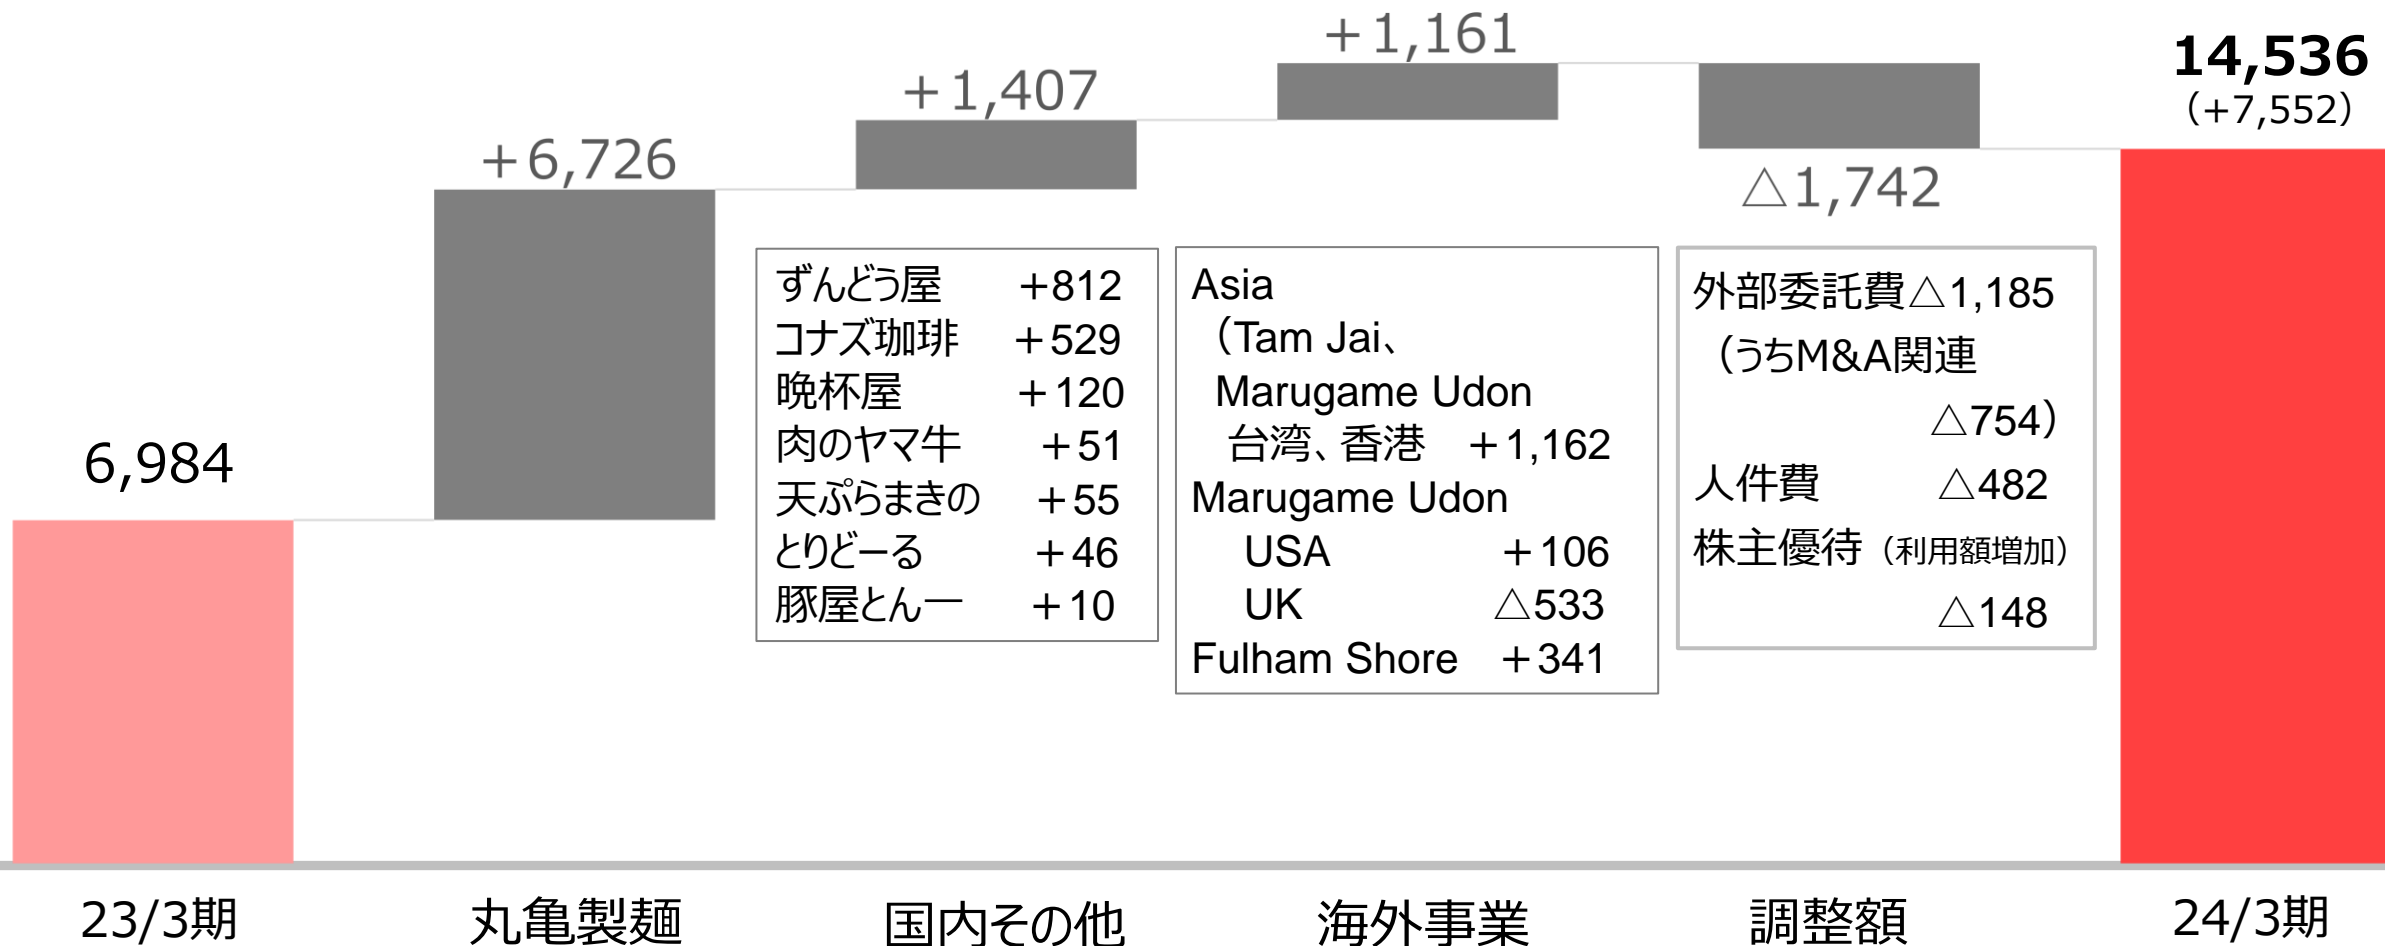 6,984
+6,726
+1,407
+1,161
△1,742
14,536
（+7,552）
ずんどう屋 +812
コナズ珈琲 +529
晩杯屋 +120
肉のヤマ牛 +51
天ぷらまきの +55
とりどーる +46
豚屋とん一 +10
Asia
（Tam Jai、
Marugame Udon
台湾、香港 +1,162
Marugame Udon
USA +106
UK △533
Fulham Shore +341
外部委託費△1,185
（うちM&A関連
△754）
人件費 △482
株主優待（利用額増加）
△148
23/3期
丸亀製麺
国内その他
海外事業
調整額
24/3期